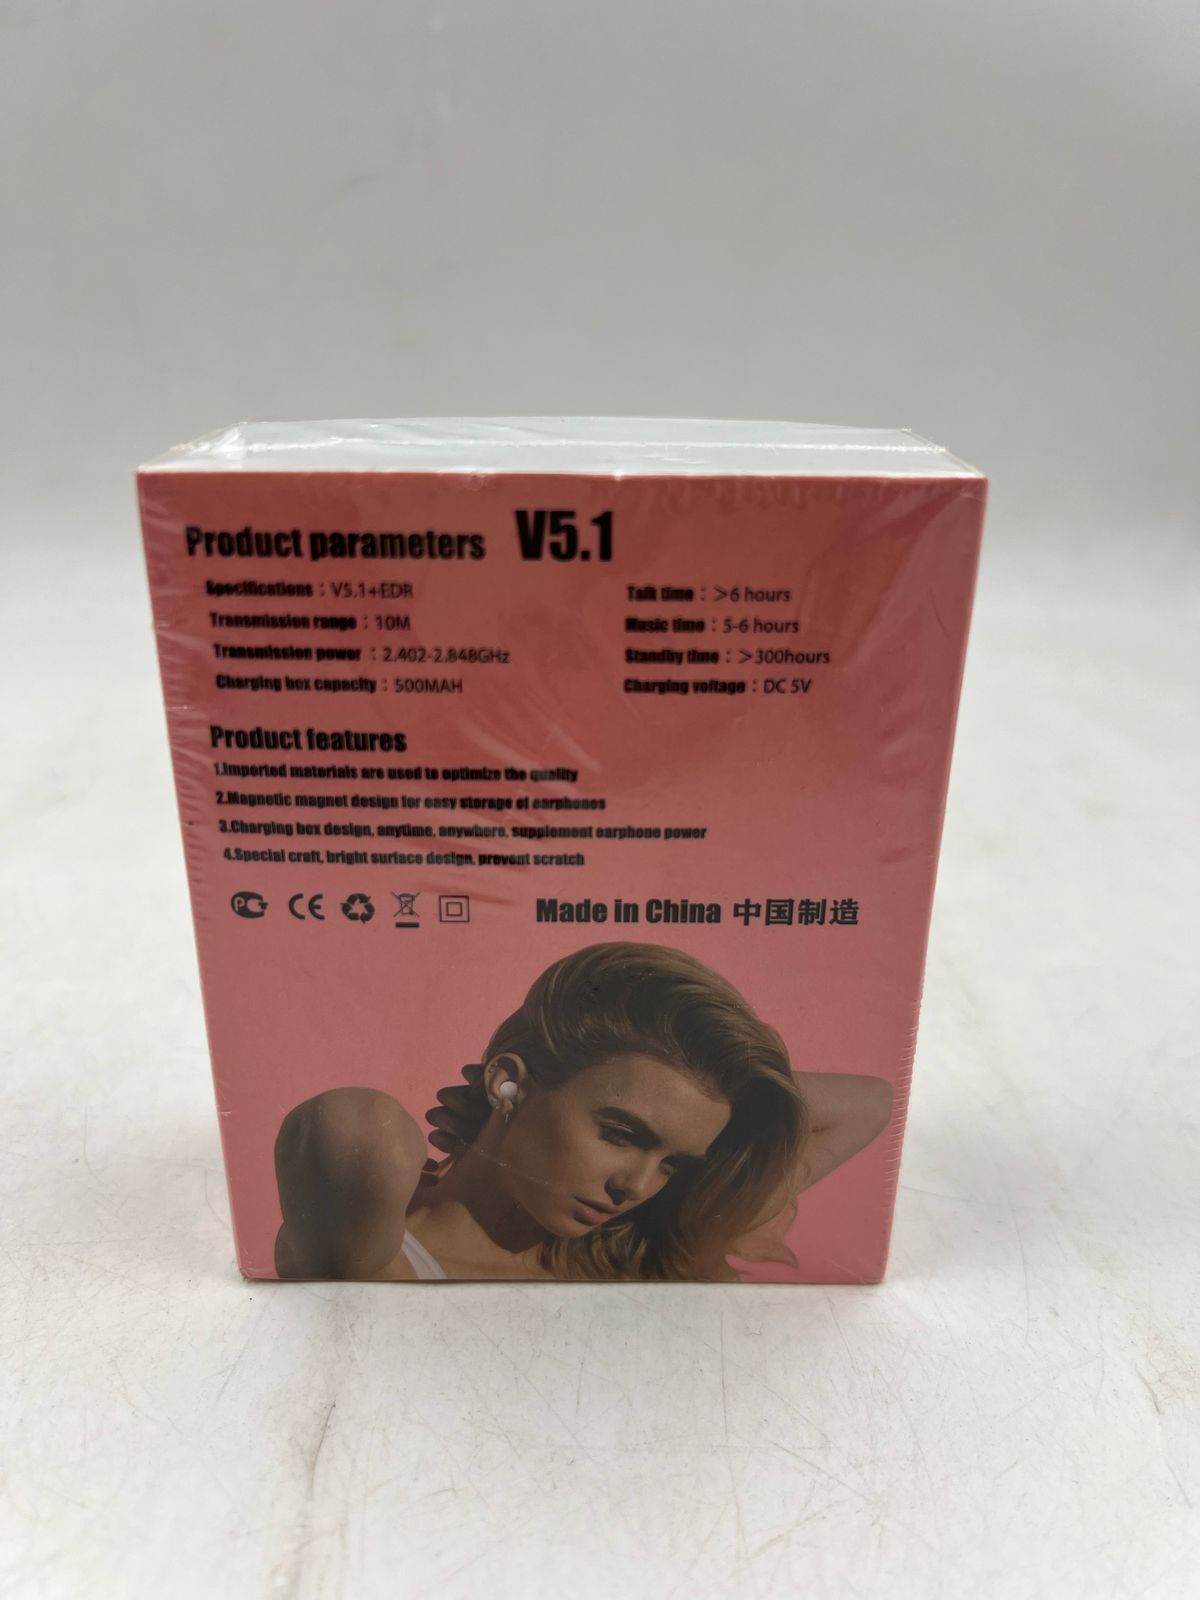 Product parameters V5.1
Specifications：V5.1+EDR
Transmission range：10M
Transmission power：2.402-2.848GHz
Charging box capacity：500MAH
Talk time：>6 hours
Music time：5-6 hours
Standby time：>300hours
Charging voltage：DC 5V
Product features
1.Imported materials are used to optimize the quality
2.Magnetic magnet design for easy storage of earphones
3.Charging box design, anytime, anywhere, supplement earphone power
4.Special craft, bright surface design, prevent scratch
PC CE
Made in China 中国制造